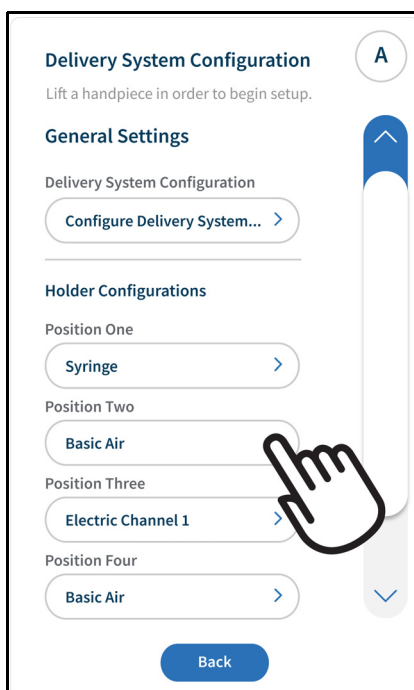 Delivery System Configuration
A
Lift a handpiece in order to begin setup.
General Settings
Delivery System Configuration
Configure Delivery System...
Holder Configurations
Position One
Syringe
Position Two
Basic Air
Position Three
Electric Channel 1
Position Four
Basic Air
Back